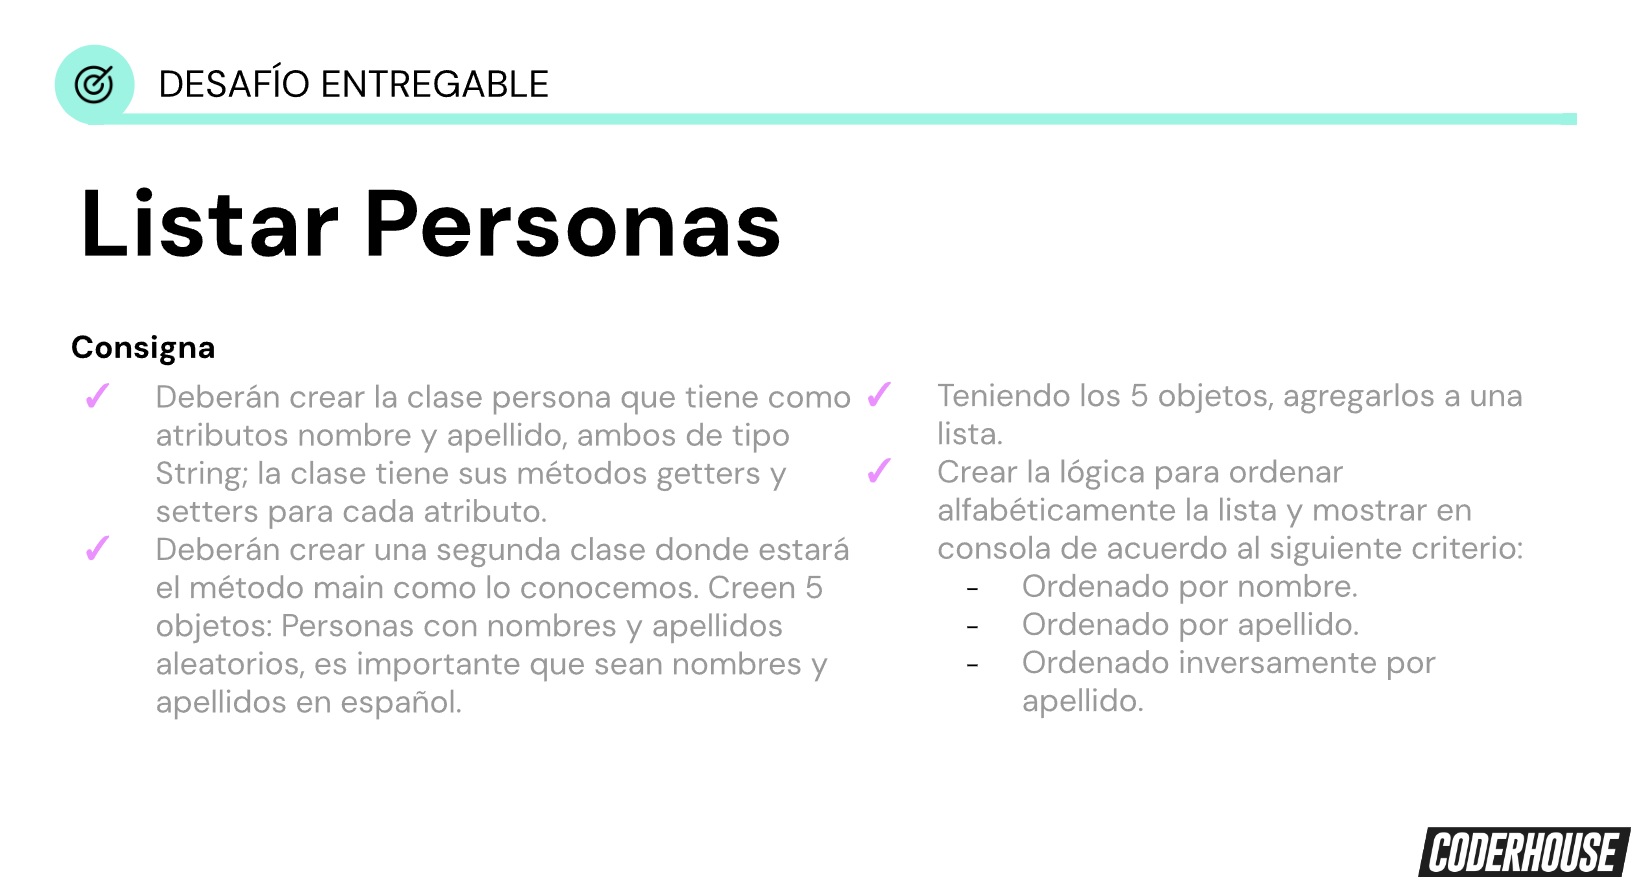 DESAFÍO ENTREGABLE
Listar Personas
Consigna
✓ Deberán crear la clase persona que tiene como
atributos nombre y apellido, ambos de tipo
String; la clase tiene sus métodos getters y
setters para cada atributo.
✓ Deberán crear una segunda clase donde estará
el método main como lo conocemos. Creen 5
objetos: Personas con nombres y apellidos
aleatorios, es importante que sean nombres y
apellidos en español.
✓ Teniendo los 5 objetos, agregarlos a una
lista.
✓ Crear la lógica para ordenar
alfabéticamente la lista y mostrar en
consola de acuerdo al siguiente criterio:
- Ordenado por nombre.
- Ordenado por apellido.
- Ordenado inversamente por
apellido.
CODERHOUSE